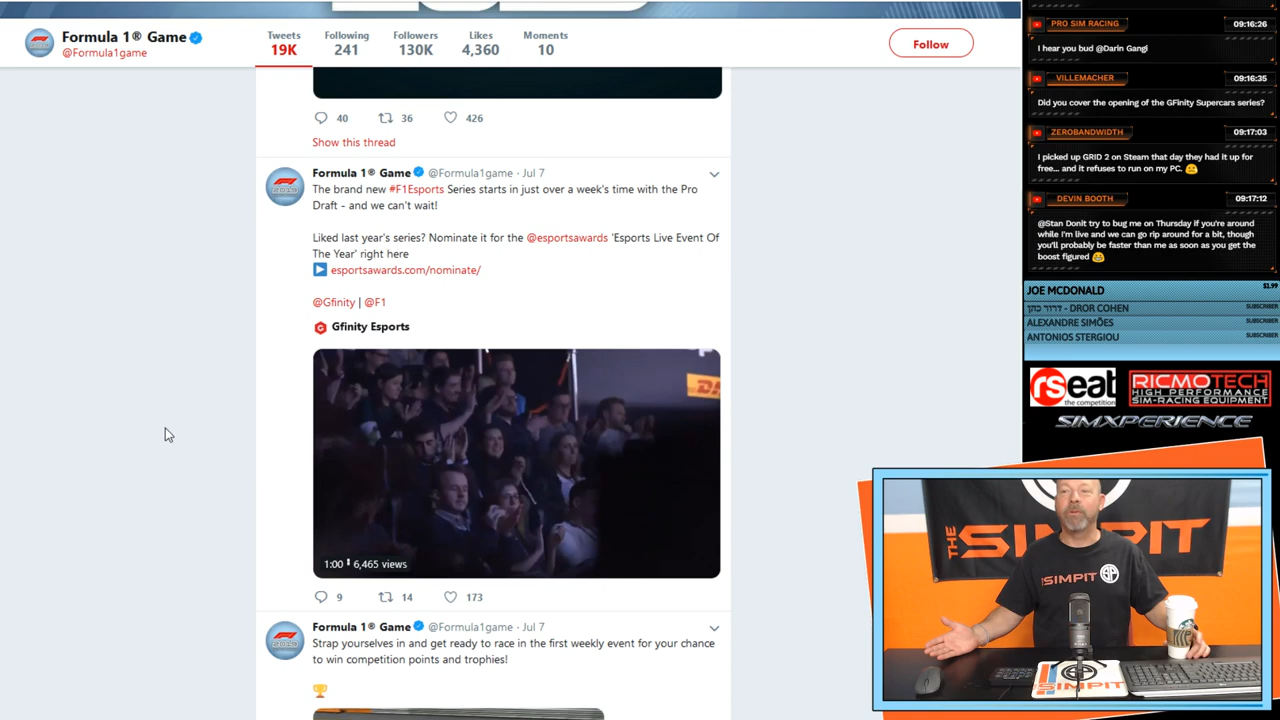 Formula 1® Game
@Formula1game
Tweets Following Followers Likes Moments
19K 241 130K 4,360 10
Follow
40 36 426
Show this thread
Formula 1® Game @Formula1game · Jul 7
The brand new #F1Esports Series starts in just over a week's time with the Pro
Draft - and we can't wait!
Liked last year's series? Nominate it for the @esportsawards 'Esports Live Event Of
The Year' right here
esportsawards.com/nominate/
@Gfinity | @F1
Gfinity Esports
1:00 6,465 views
9 14 173
Formula 1® Game @Formula1game · Jul 7
Strap yourselves in and get ready to race in the first weekly event for your chance
to win competition points and trophies!
PRO SIM RACING 09:16:26
I hear you bud @Darin Gangi
VILLEMACHER 09:16:35
Did you cover the opening of the GFinity Supercars series?
ZEROBANDWIDTH 09:17:03
I picked up GRID 2 on Steam that day they had it up for
free... and it refuses to run on my PC.
DEVIN BOOTH 09:17:12
@Stan Donit try to bug me on Thursday if you're around
while I'm live and we can go rip around for a bit, though
you'll probably be faster than me as soon as you get the
boost figured
JOE MCDONALD $1.99
דרור כהן - DROR COHEN SUBSCRIBER
ALEXANDRE SIMÕES SUBSCRIBER
ANTONIOS STERGIOU SUBSCRIBER
rseat
the competition
RICMOTECH
HIGH PERFORMANCE
SIM-RACING EQUIPMENT
SIMXPERIENCE
THE SIMPIT
THE SIMPIT SP
SIMPIT